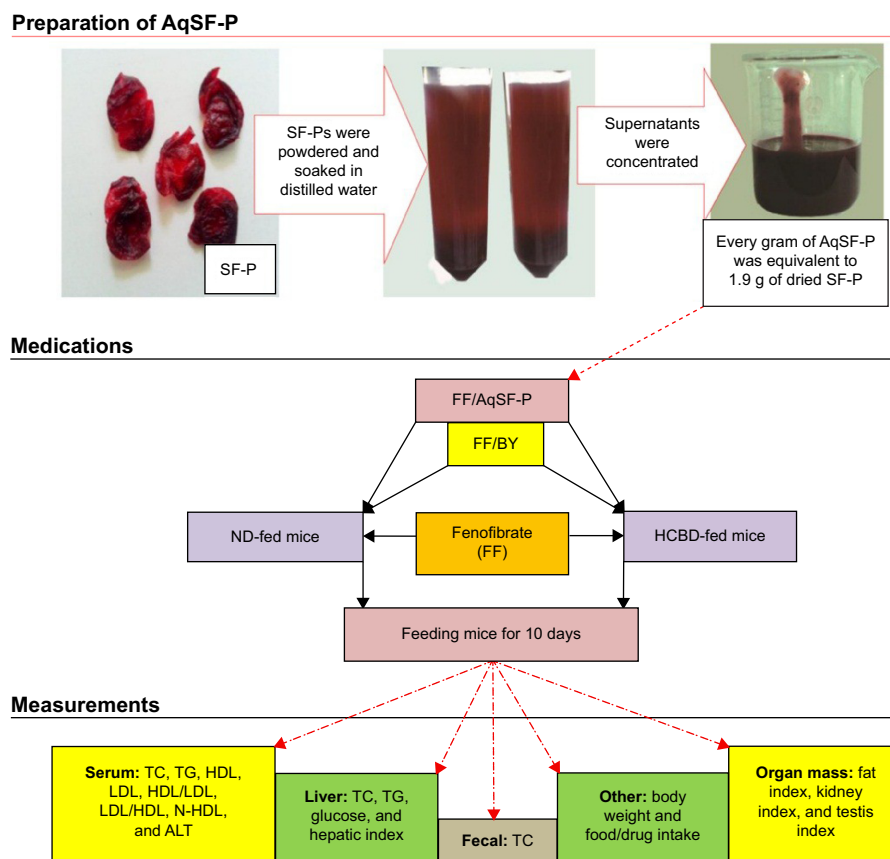 Preparation of AqSF-P
SF-P
SF-Ps were
powdered and
soaked in
distilled water
Supernatants
were
concentrated
Every gram of AqSF-P
was equivalent to
1.9 g of dried SF-P
Medications
FF/AqSF-P
FF/BY
ND-fed mice
Fenofibrate
(FF)
HCBD-fed mice
Feeding mice for 10 days
Measurements
Serum: TC, TG, HDL,
LDL, HDL/LDL,
LDL/HDL, N-HDL,
and ALT
Liver: TC, TG,
glucose, and
hepatic index
Fecal: TC
Other: body
weight and
food/drug intake
Organ mass: fat
index, kidney
index, and testis
index